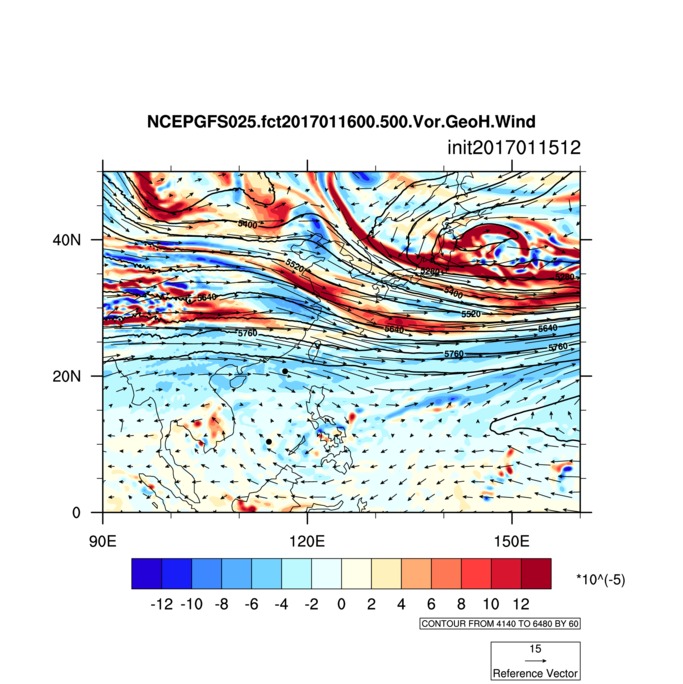 NCEPGFS025.fct2017011600.500.Vor.GeoH.Wind
init2017011512
40N
20N
0
90E 120E 150E
5400
5520
5640
5760
5280
5400
5520
5640
5760
5280
5640
5760
-12 -10 -8 -6 -4 -2 0 2 4 6 8 10 12
*10^(-5)
CONTOUR FROM 4140 TO 6480 BY 60
15
Reference Vector